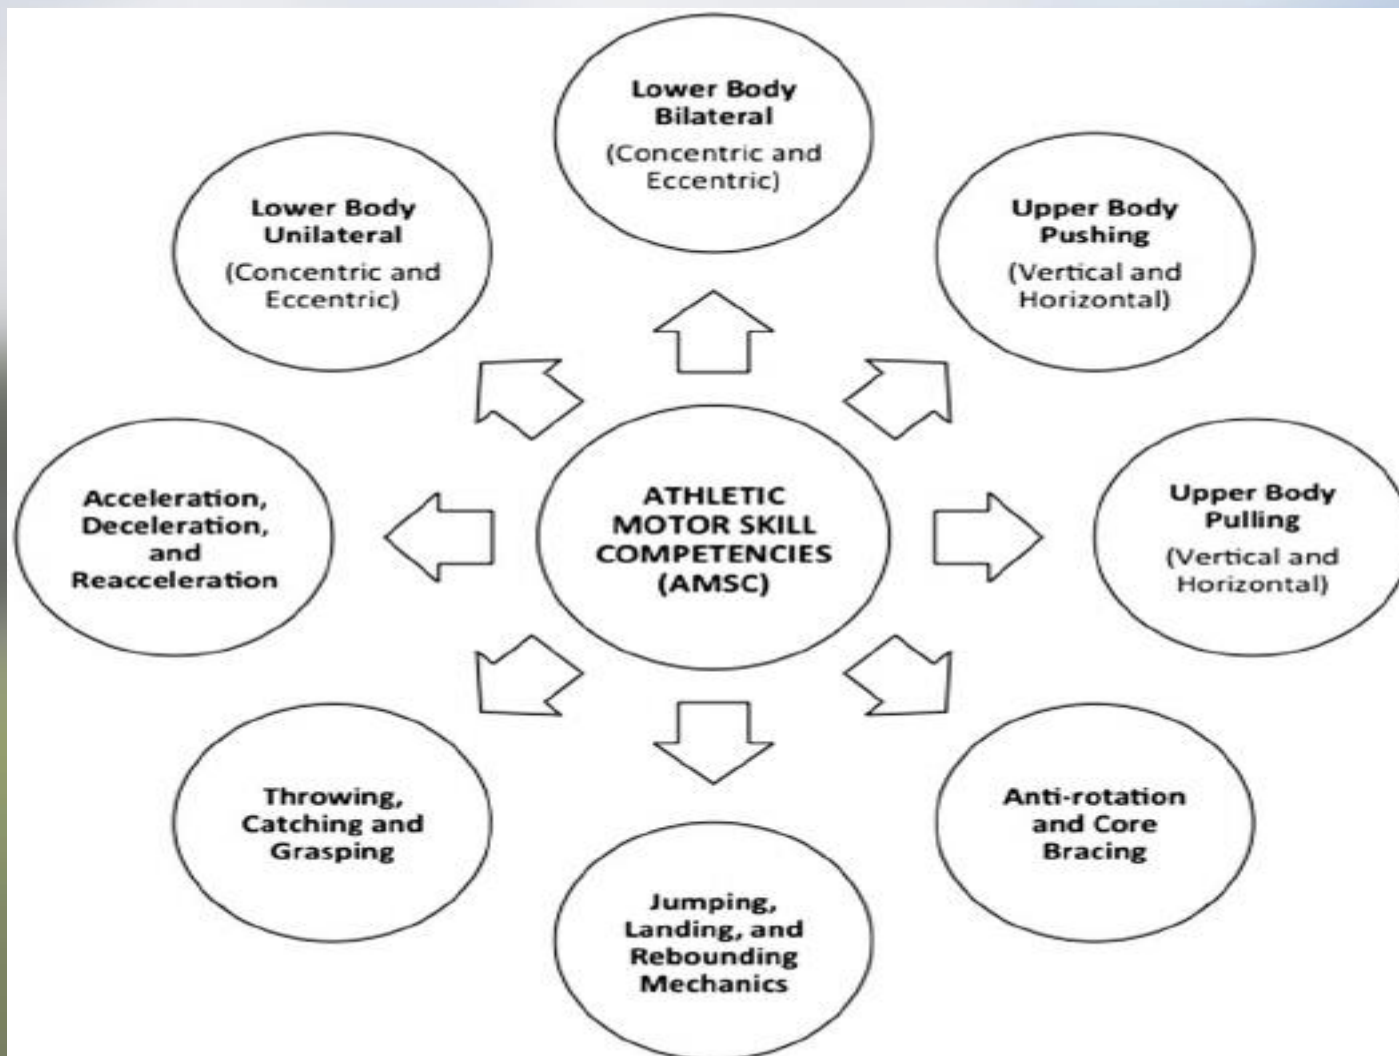 Lower Body
Bilateral
(Concentric and
Eccentric)
Upper Body
Pushing
(Vertical and
Horizontal)
Upper Body
Pulling
(Vertical and
Horizontal)
Anti-rotation
and Core
Bracing
Jumping,
Landing, and
Rebounding
Mechanics
Throwing,
Catching and
Grasping
Acceleration,
Deceleration,
and
Reacceleration
Lower Body
Unilateral
(Concentric and
Eccentric)
ATHLETIC
MOTOR SKILL
COMPETENCIES
(AMSC)